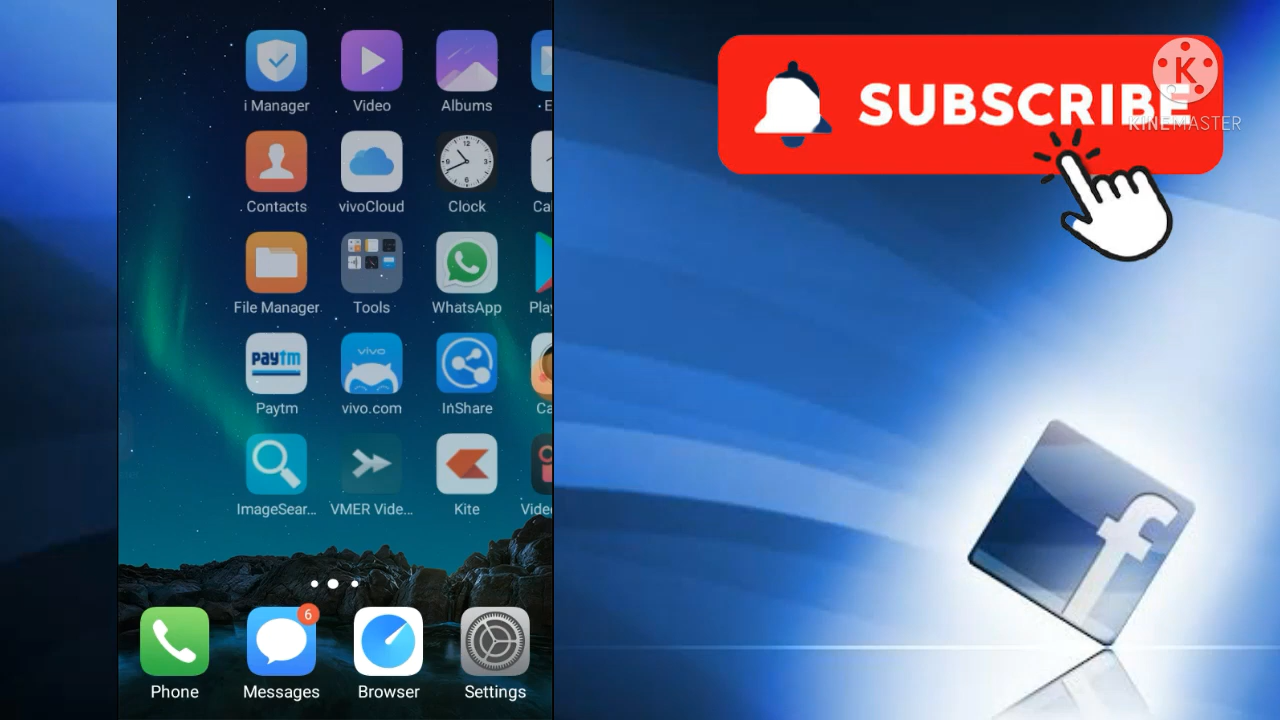 i Manager
Video
Albums
Contacts
vivoCloud
Clock
File Manager
Tools
WhatsApp
paytm
Paytm
vivo
vivo.com
InShare
ImageSear...
VMER Vide...
Kite
6
Phone
Messages
Browser
Settings
SUBSCRIBE
K
KINEMASTER
f